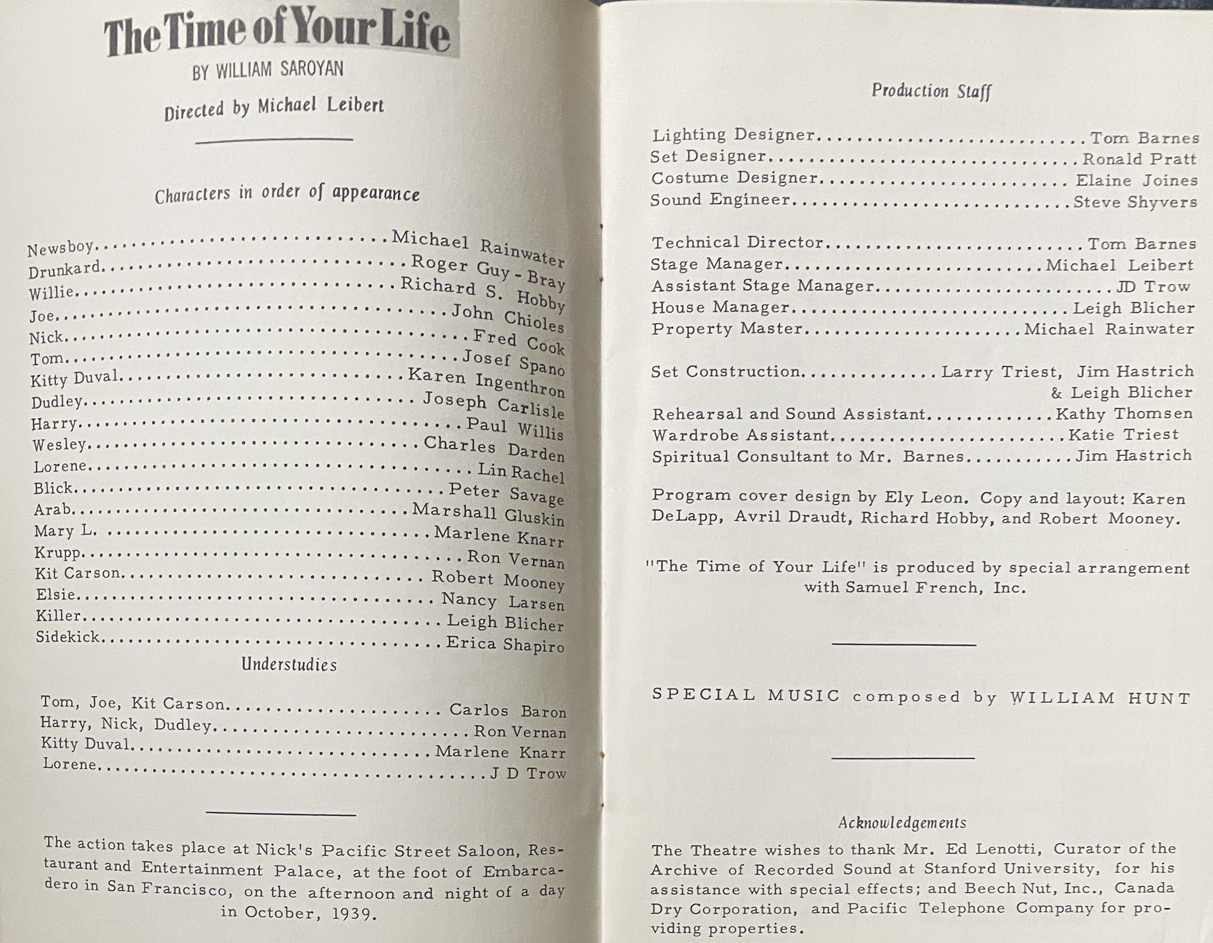 The Time of Your Life
BY WILLIAM SAROYAN
Directed by Michael Leibert
Characters in order of appearance
Newsboy..............................Michael Rainwater
Drunkard..............................Roger Guy-Bray
Willie................................Richard S. Hobby
Joe.......................................John Chioles
Nick.........................................Fred Cook
Tom.......................................Josef Spano
Kitty Duval..........................Karen Ingenthron
Dudley................................Joseph Carlisle
Harry......................................Paul Willis
Wesley................................Charles Darden
Lorene....................................Lin Rachel
Blick....................................Peter Savage
Arab................................Marshall Gluskin
Mary L. ..............................Marlene Knarr
Krupp.....................................Ron Vernan
Kit Carson............................Robert Mooney
Elsie..................................Nancy Larsen
Killer..................................Leigh Blicher
Sidekick...............................Erica Shapiro
Understudies
Tom, Joe, Kit Carson.................... Carlos Baron
Harry, Nick, Dudley.......................Ron Vernan
Kitty Duval............................Marlene Knarr
Lorene.....................................J D Trow
The action takes place at Nick's Pacific Street Saloon, Res-
taurant and Entertainment Palace, at the foot of Embarca-
dero in San Francisco, on the afternoon and night of a day
in October, 1939.
Production Staff
Lighting Designer...........................Tom Barnes
Set Designer...............................Ronald Pratt
Costume Designer......................... Elaine Joines
Sound Engineer............................Steve Shyvers
Technical Director..........................Tom Barnes
Stage Manager.........................Michael Leibert
Assistant Stage Manager........................JD Trow
House Manager............................Leigh Blicher
Property Master.....................Michael Rainwater
Set Construction............. Larry Triest, Jim Hastrich
& Leigh Blicher
Rehearsal and Sound Assistant............Kathy Thomsen
Wardrobe Assistant......................Katie Triest
Spiritual Consultant to Mr. Barnes..........Jim Hastrich
Program cover design by Ely Leon. Copy and layout: Karen
DeLapp, Avril Draudt, Richard Hobby, and Robert Mooney.
"The Time of Your Life" is produced by special arrangement
with Samuel French, Inc.
SPECIAL MUSIC composed by WILLIAM HUNT
Acknowledgements
The Theatre wishes to thank Mr. Ed Lenotti, Curator of the
Archive of Recorded Sound at Stanford University, for his
assistance with special effects; and Beech Nut, Inc., Canada
Dry Corporation, and Pacific Telephone Company for pro-
viding properties.